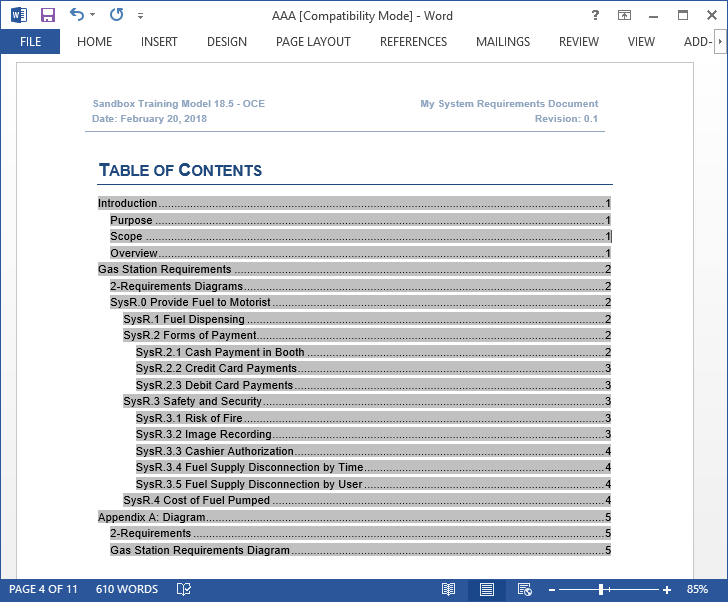 AAA [Compatibility Mode] - Word
?
FILE HOME INSERT DESIGN PAGE LAYOUT REFERENCES MAILINGS REVIEW VIEW ADD-
Sandbox Training Model 18.5 - OCE My System Requirements Document
Date: February 20, 2018 Revision: 0.1
TABLE OF CONTENTS
Introduction 1
Purpose 1
Scope 1
Overview 1
Gas Station Requirements 2
2-Requirements Diagrams 2
SysR.0 Provide Fuel to Motorist 2
SysR.1 Fuel Dispensing 2
SysR.2 Forms of Payment 2
SysR.2.1 Cash Payment in Booth 2
SysR.2.2 Credit Card Payments 3
SysR.2.3 Debit Card Payments 3
SysR.3 Safety and Security 3
SysR.3.1 Risk of Fire 3
SysR.3.2 Image Recording 3
SysR.3.3 Cashier Authorization 4
SysR.3.4 Fuel Supply Disconnection by Time 4
SysR.3.5 Fuel Supply Disconnection by User 4
SysR.4 Cost of Fuel Pumped 4
Appendix A: Diagram 5
2-Requirements 5
Gas Station Requirements Diagram 5
PAGE 4 OF 11 610 WORDS 85%